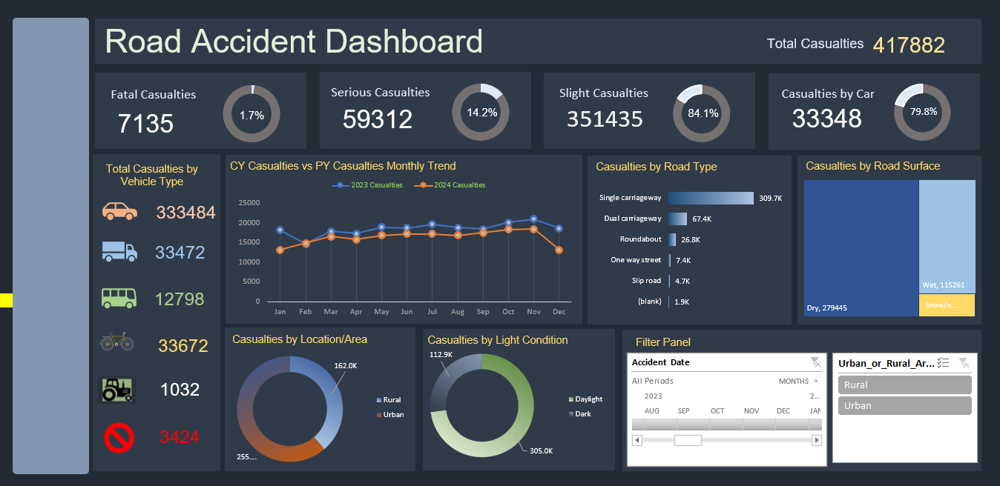 Road Accident Dashboard
Total Casualties 417882
Fatal Casualties
7135
1.7%
Serious Casualties
59312
14.2%
Slight Casualties
351435
84.1%
Casualties by Car
33348
79.8%
Total Casualties by
Vehicle Type
333484
33472
12798
33672
1032
3424
CY Casualties vs PY Casualties Monthly Trend
2023 Casualties 2024 Casualties
25000
20000
15000
10000
5000
0
Jan Feb Mar Apr May Jun Jul Aug Sep Oct Nov Dec
Casualties by Road Type
Single carriageway 309.7K
Dual carriageway 67.4K
Roundabout 26.8K
One way street 7.4K
Slip road 4.7K
(blank) 1.9K
Casualties by Road Surface
Dry, 279445
Wet, 115261
Snow/Ic...
Casualties by Location/Area
162.0K
Rural
Urban
255....
Casualties by Light Condition
112.9K
Daylight
Dark
305.0K
Filter Panel
Accident Date
All Periods MONTHS
2023 2...
AUG SEP OCT NOV DEC JAN
Urban_or_Rural_Ar...
Rural
Urban